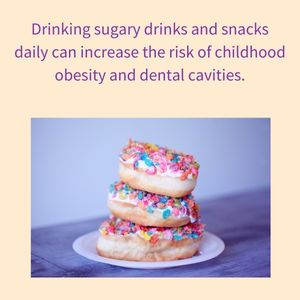 Drinking sugary drinks and snacks
daily can increase the risk of childhood
obesity and dental cavities.